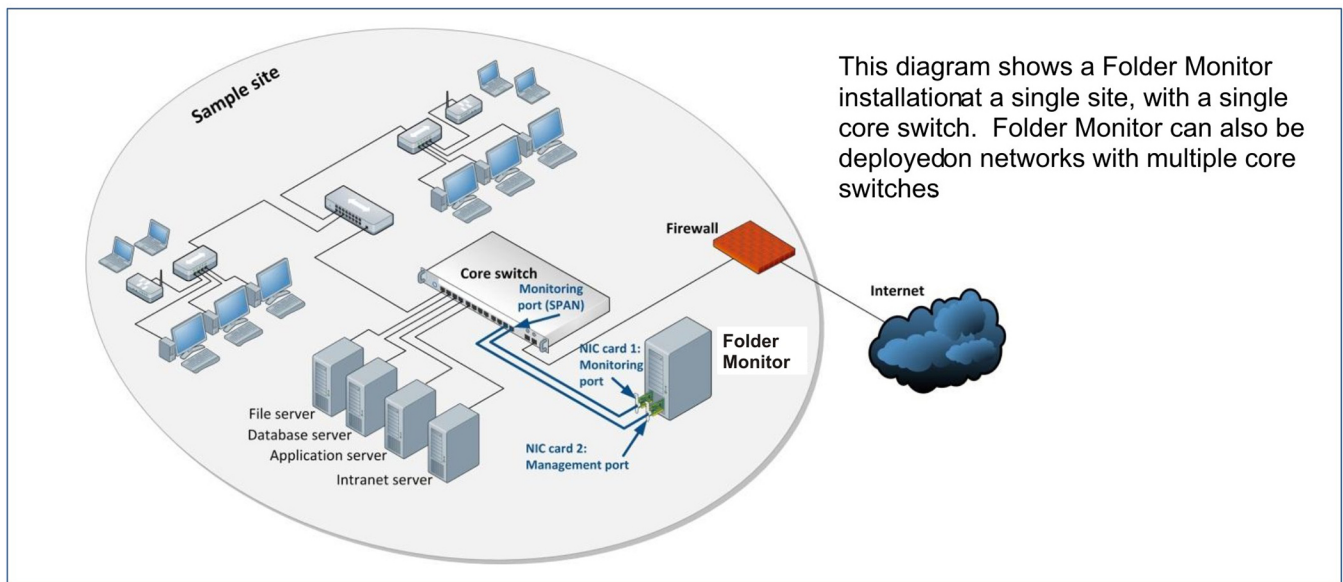 This diagram shows a Folder Monitor
installationat a single site, with a single
core switch.  Folder Monitor can also be
deployedon networks with multiple core
switches
Sample site
Firewall
Internet
Core switch
Monitoring
port (SPAN)
NIC card 1:
Monitoring
port
Folder
Monitor
NIC card 2:
Management port
File server
Database server
Application server
Intranet server